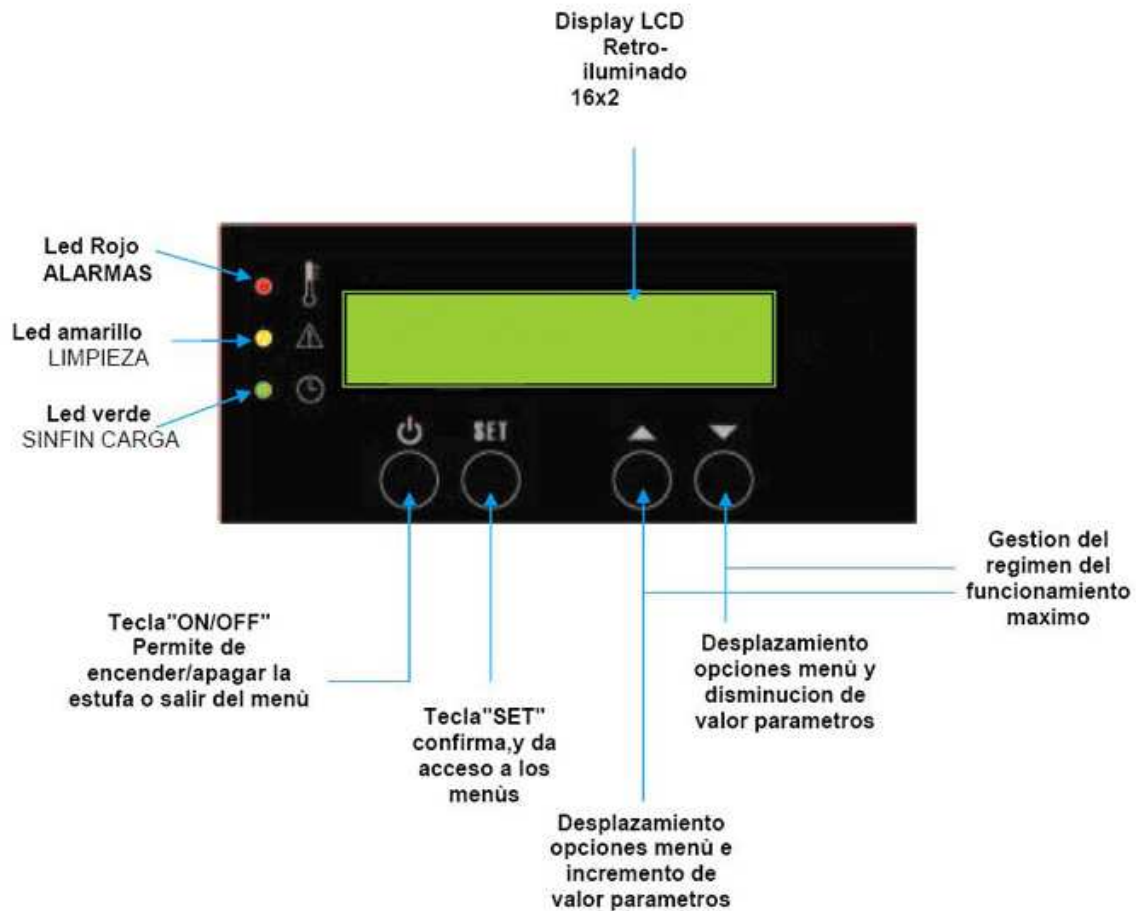 Display LCD
Retro-
iluminado
16x2
Led Rojo
ALARMAS
Led amarillo
LIMPIEZA
Led verde
SINFIN CARGA
SET
Gestion del
regimen del
funcionamiento
maximo
Tecla"ON/OFF"
Permite de
encender/apagar la
estufa o salir del menù
Tecla"SET"
confirma,y da
acceso a los
menùs
Desplazamiento
opciones menù y
disminucion de
valor parametros
Desplazamiento
opciones menù e
incremento de
valor parametros